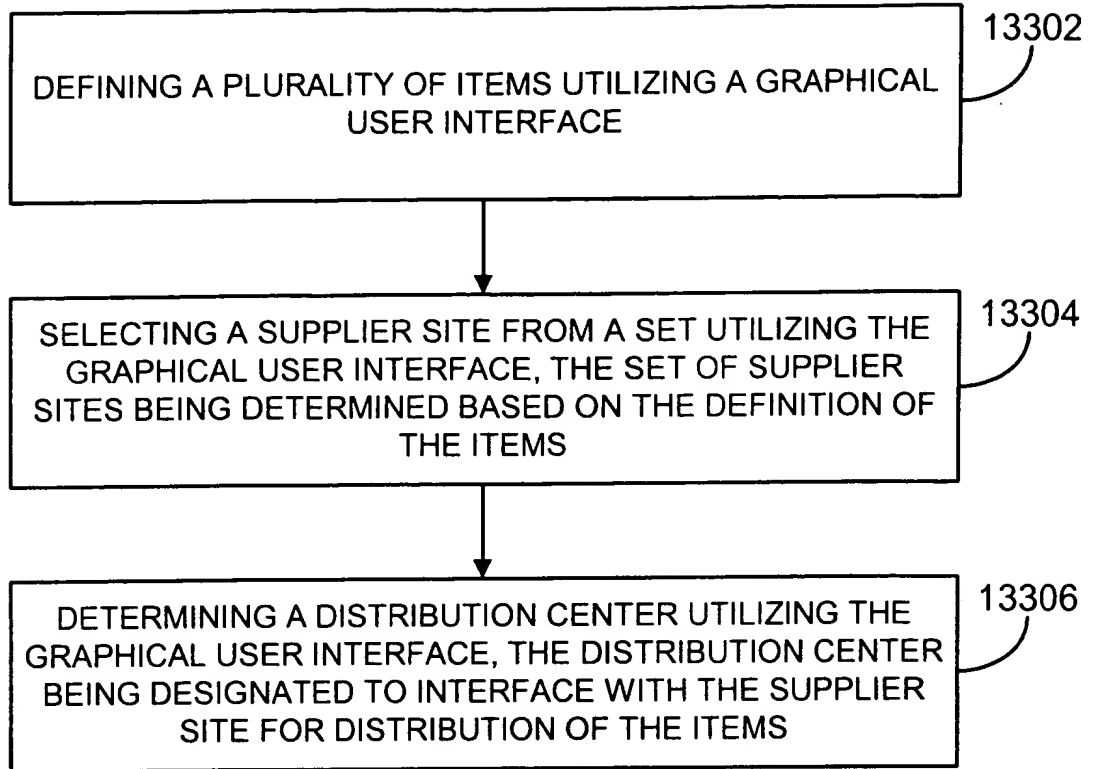 13302
DEFINING A PLURALITY OF ITEMS UTILIZING A GRAPHICAL
USER INTERFACE
13304
SELECTING A SUPPLIER SITE FROM A SET UTILIZING THE
GRAPHICAL USER INTERFACE, THE SET OF SUPPLIER
SITES BEING DETERMINED BASED ON THE DEFINITION OF
THE ITEMS
13306
DETERMINING A DISTRIBUTION CENTER UTILIZING THE
GRAPHICAL USER INTERFACE, THE DISTRIBUTION CENTER
BEING DESIGNATED TO INTERFACE WITH THE SUPPLIER
SITE FOR DISTRIBUTION OF THE ITEMS